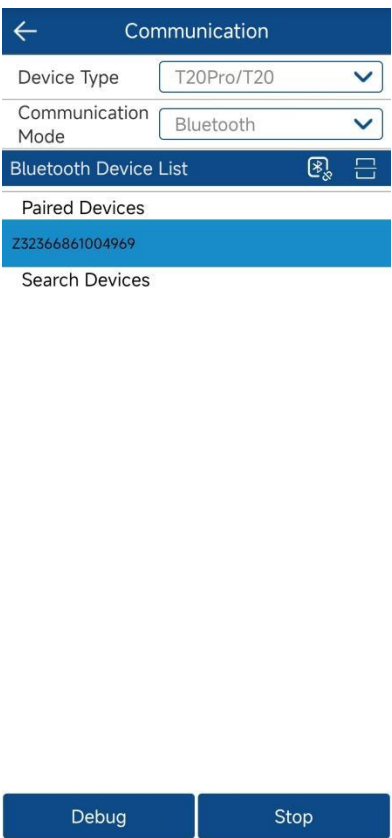 Communication
Device Type T20Pro/T20
Communication Mode Bluetooth
Bluetooth Device List
Paired Devices
Z32366861004969
Search Devices
Debug Stop